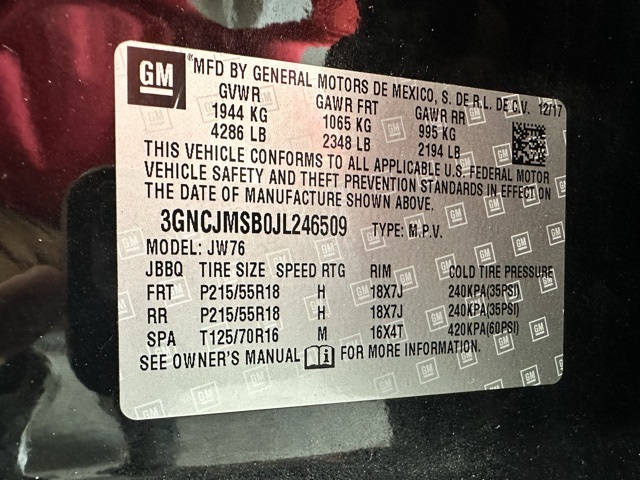 GM
® MFD BY GENERAL MOTORS DE MEXICO, S. DE R.L. DE C.V. 12/17
GVWR GAWR FRT GAWR RR
1944 KG 1065 KG 995 KG
4286 LB 2348 LB 2194 LB
THIS VEHICLE CONFORMS TO ALL APPLICABLE U.S. FEDERAL MOTOR
VEHICLE SAFETY AND THEFT PREVENTION STANDARDS IN EFFECT ON
THE DATE OF MANUFACTURE SHOWN ABOVE.
3GNCJMSB0JL246509 TYPE: M.P.V.
MODEL: JW76
JBBQ TIRE SIZE SPEED RTG RIM COLD TIRE PRESSURE
FRT P215/55R18 H 18X7J 240KPA(35PSI)
RR P215/55R18 H 18X7J 240KPA(35PSI)
SPA T125/70R16 M 16X4T 420KPA(60PSI)
SEE OWNER'S MANUAL i FOR MORE INFORMATION.